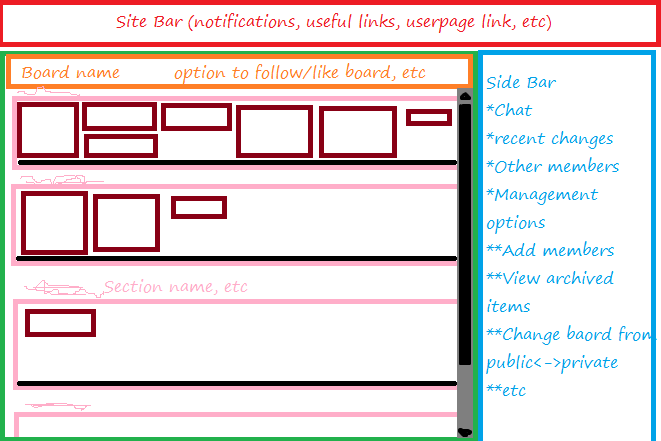 Site Bar (notifications, useful links, userpage link, etc)
Board name option to follow/like board, etc
Section name, etc
Side Bar
*Chat
*recent changes
*Other members
*Management
options
**Add members
**View archived
items
**Change baord from
public<->private
**etc